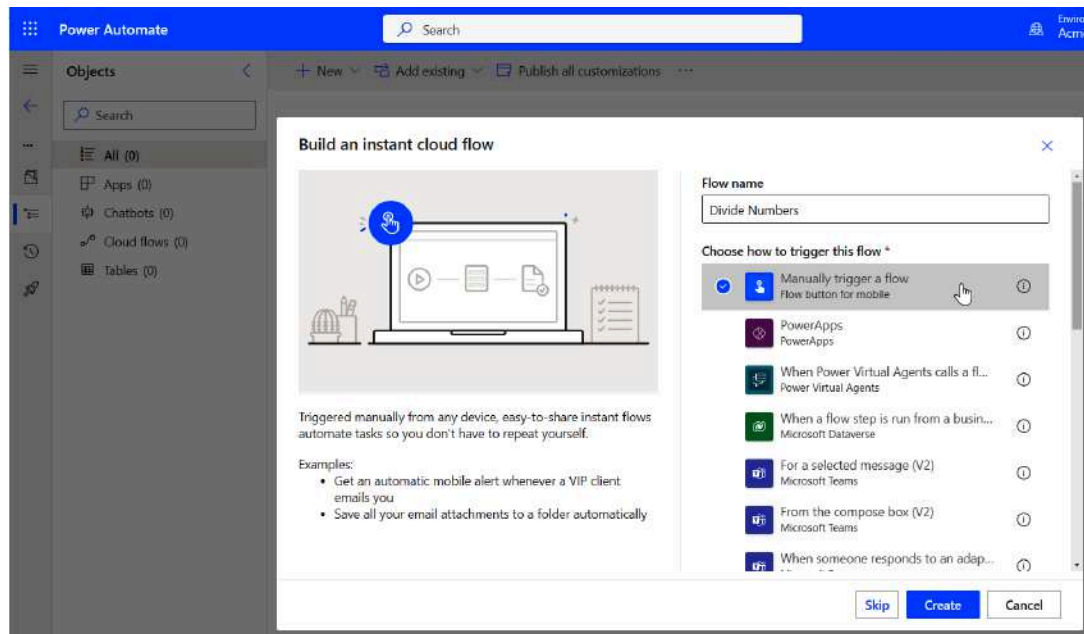 Power Automate
Search
Enviro
Acme
Objects
New
Add existing
Publish all customizations
Search
All (0)
Apps (0)
Chatbots (0)
Cloud flows (0)
Tables (0)
Build an instant cloud flow
Triggered manually from any device, easy-to-share instant flows
automate tasks so you don't have to repeat yourself.
Examples:
• Get an automatic mobile alert whenever a VIP client
emails you
• Save all your email attachments to a folder automatically
Flow name
Divide Numbers
Choose how to trigger this flow *
Manually trigger a flow
Flow button for mobile
PowerApps
PowerApps
When Power Virtual Agents calls a fl...
Power Virtual Agents
When a flow step is run from a busin...
Microsoft Dataverse
For a selected message (V2)
Microsoft Teams
From the compose box (V2)
Microsoft Teams
When someone responds to an adap...
Skip
Create
Cancel